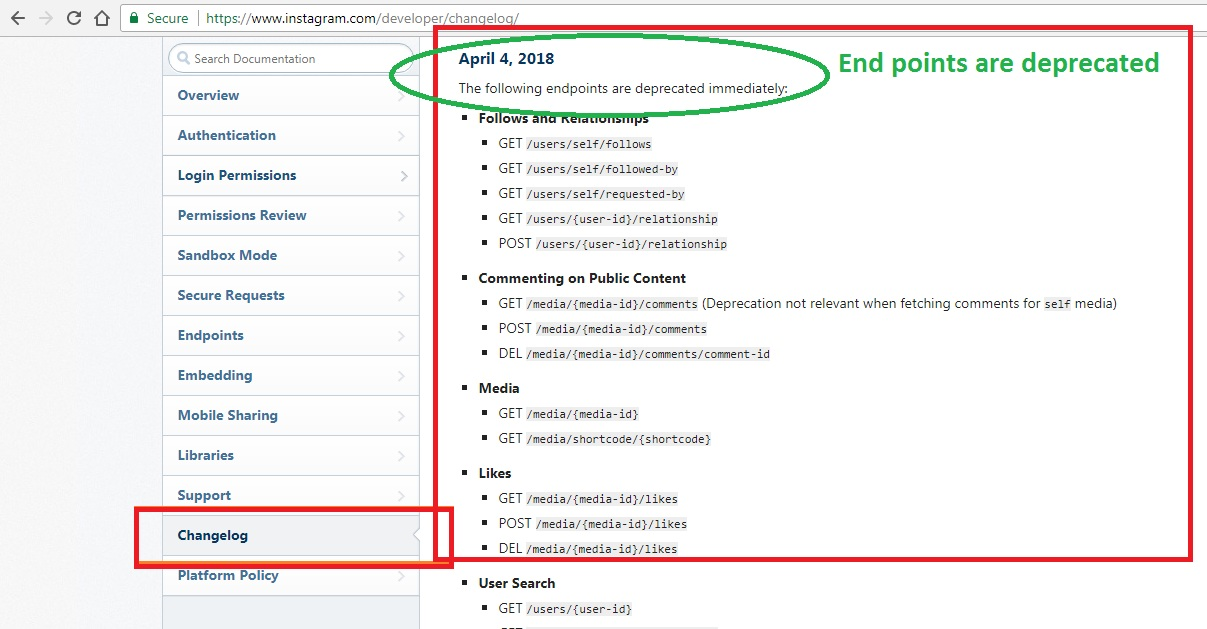 Secure
https://www.instagram.com/developer/changelog/
Search Documentation
Overview
Authentication
Login Permissions
Permissions Review
Sandbox Mode
Secure Requests
Endpoints
Embedding
Mobile Sharing
Libraries
Support
Changelog
Platform Policy
April 4, 2018
End points are deprecated
The following endpoints are deprecated immediately:
Follows and Relationships
GET /users/self/follows
GET /users/self/followed-by
GET /users/self/requested-by
GET /users/{user-id}/relationship
POST /users/{user-id}/relationship
Commenting on Public Content
GET /media/{media-id}/comments (Deprecation not relevant when fetching comments for self media)
POST /media/{media-id}/comments
DEL /media/{media-id}/comments/comment-id
Media
GET /media/{media-id}
GET /media/shortcode/{shortcode}
Likes
GET /media/{media-id}/likes
POST /media/{media-id}/likes
DEL /media/{media-id}/likes
User Search
GET /users/{user-id}